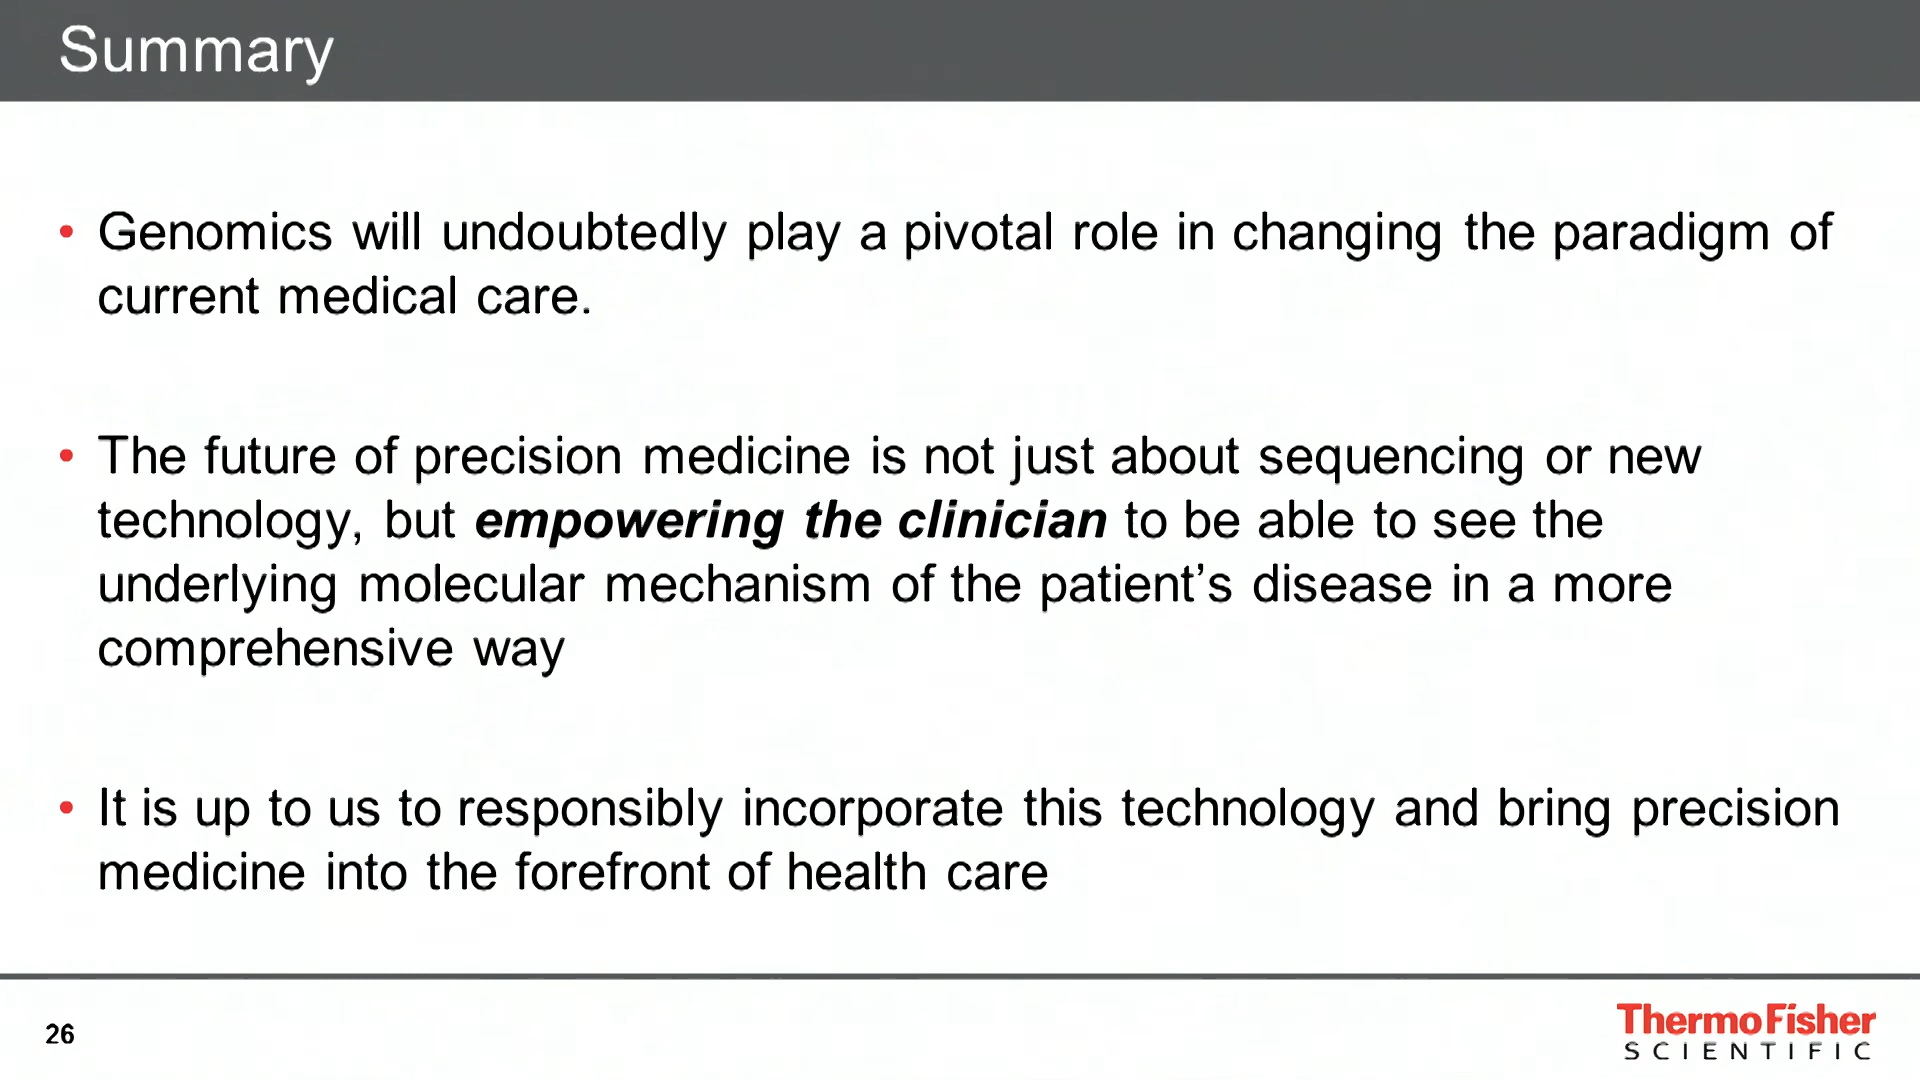 Summary
• Genomics will undoubtedly play a pivotal role in changing the paradigm of
current medical care.
• The future of precision medicine is not just about sequencing or new
technology, but empowering the clinician to be able to see the
underlying molecular mechanism of the patient’s disease in a more
comprehensive way
• It is up to us to responsibly incorporate this technology and bring precision
medicine into the forefront of health care
26
ThermoFisher
SCIENTIFIC